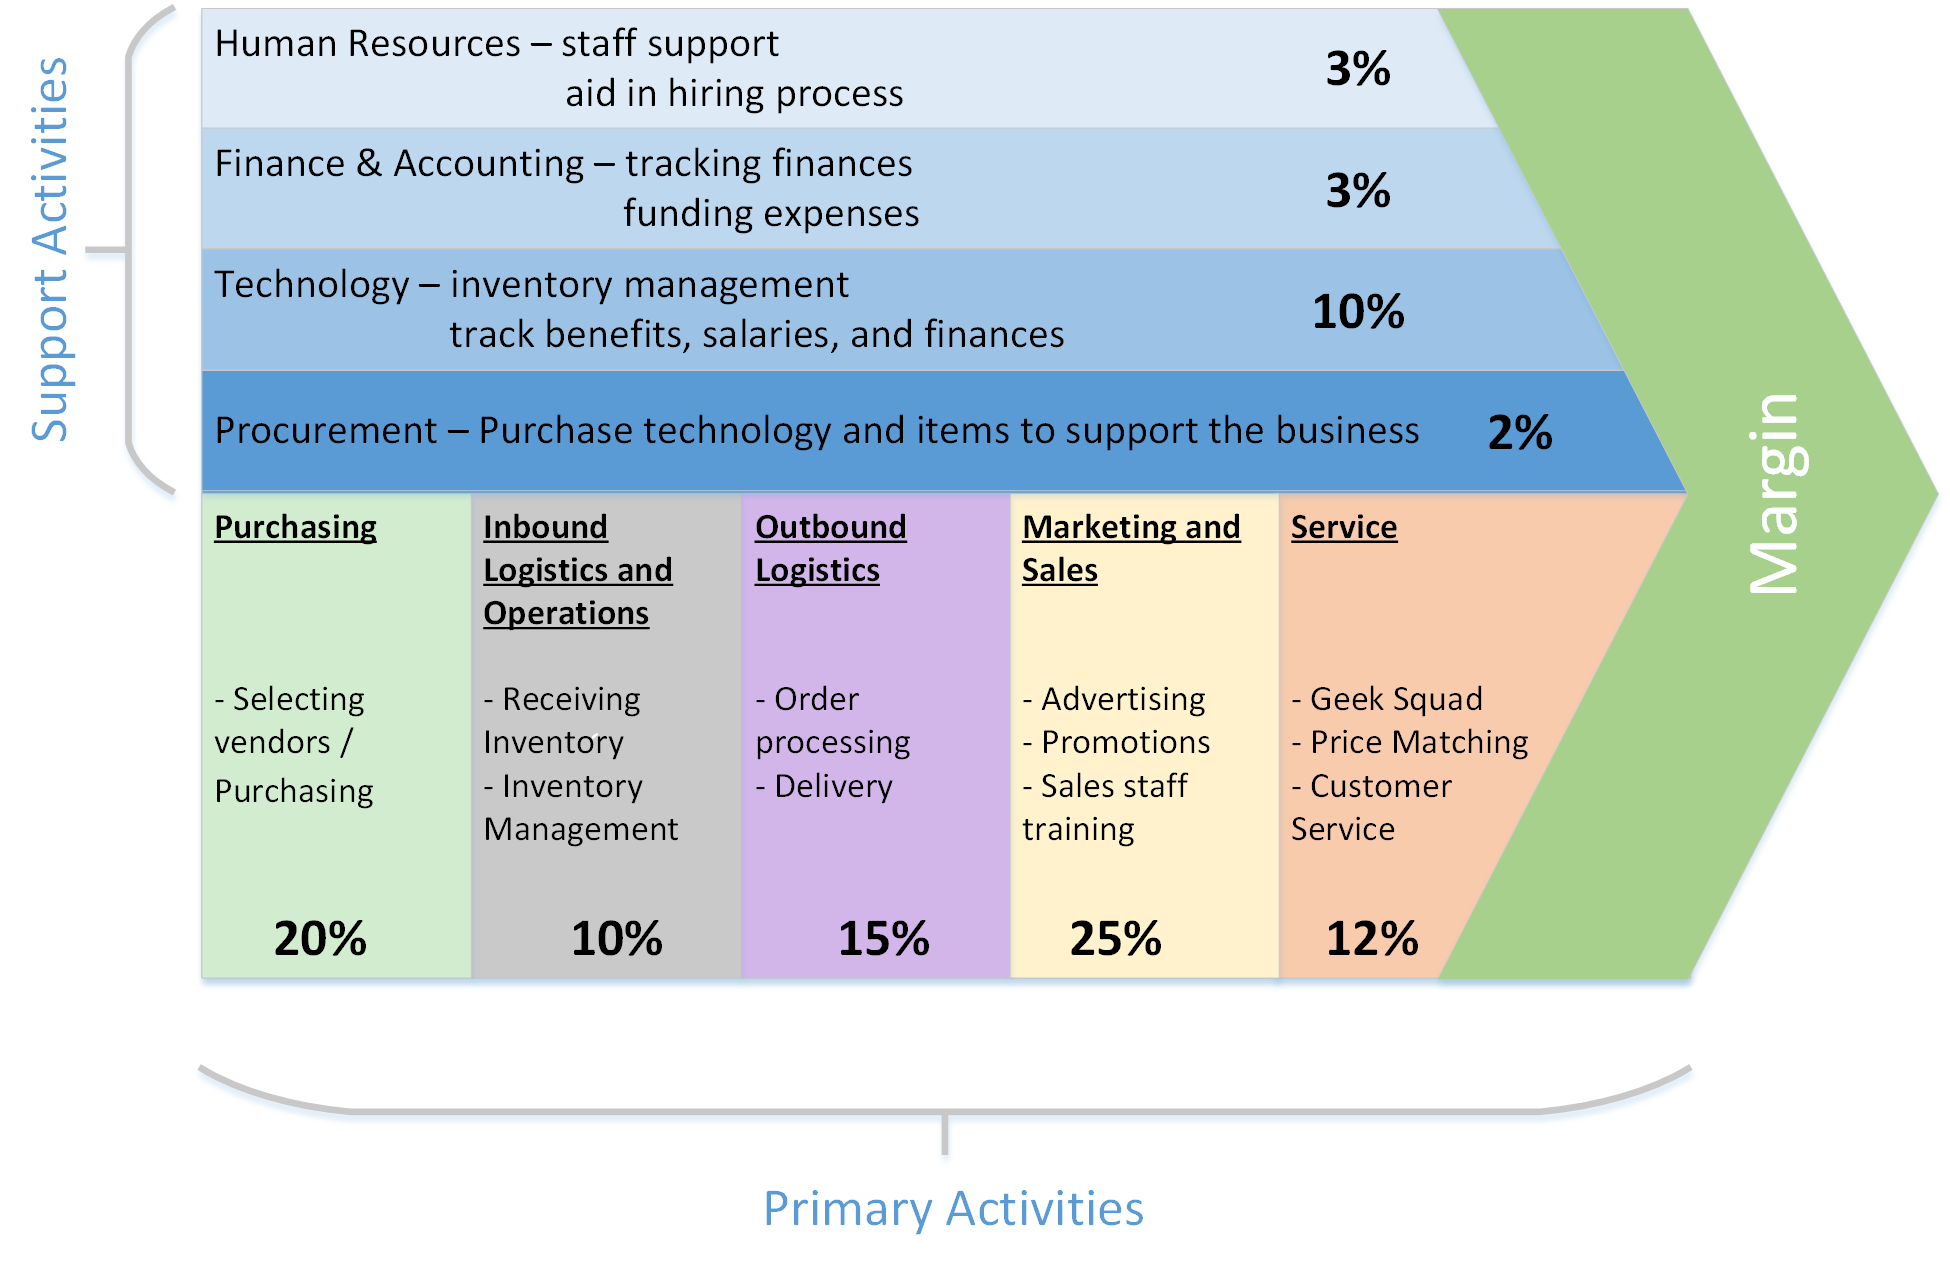 Support Activities
Human Resources – staff support
aid in hiring process
3%
Finance & Accounting – tracking finances
funding expenses
3%
Technology – inventory management
track benefits, salaries, and finances
10%
Procurement – Purchase technology and items to support the business
2%
Margin
Purchasing
- Selecting
vendors /
Purchasing
20%
Inbound
Logistics and
Operations
- Receiving
Inventory
- Inventory
Management
10%
Outbound
Logistics
- Order
processing
- Delivery
15%
Marketing and
Sales
- Advertising
- Promotions
- Sales staff
training
25%
Service
- Geek Squad
- Price Matching
- Customer
Service
12%
Primary Activities